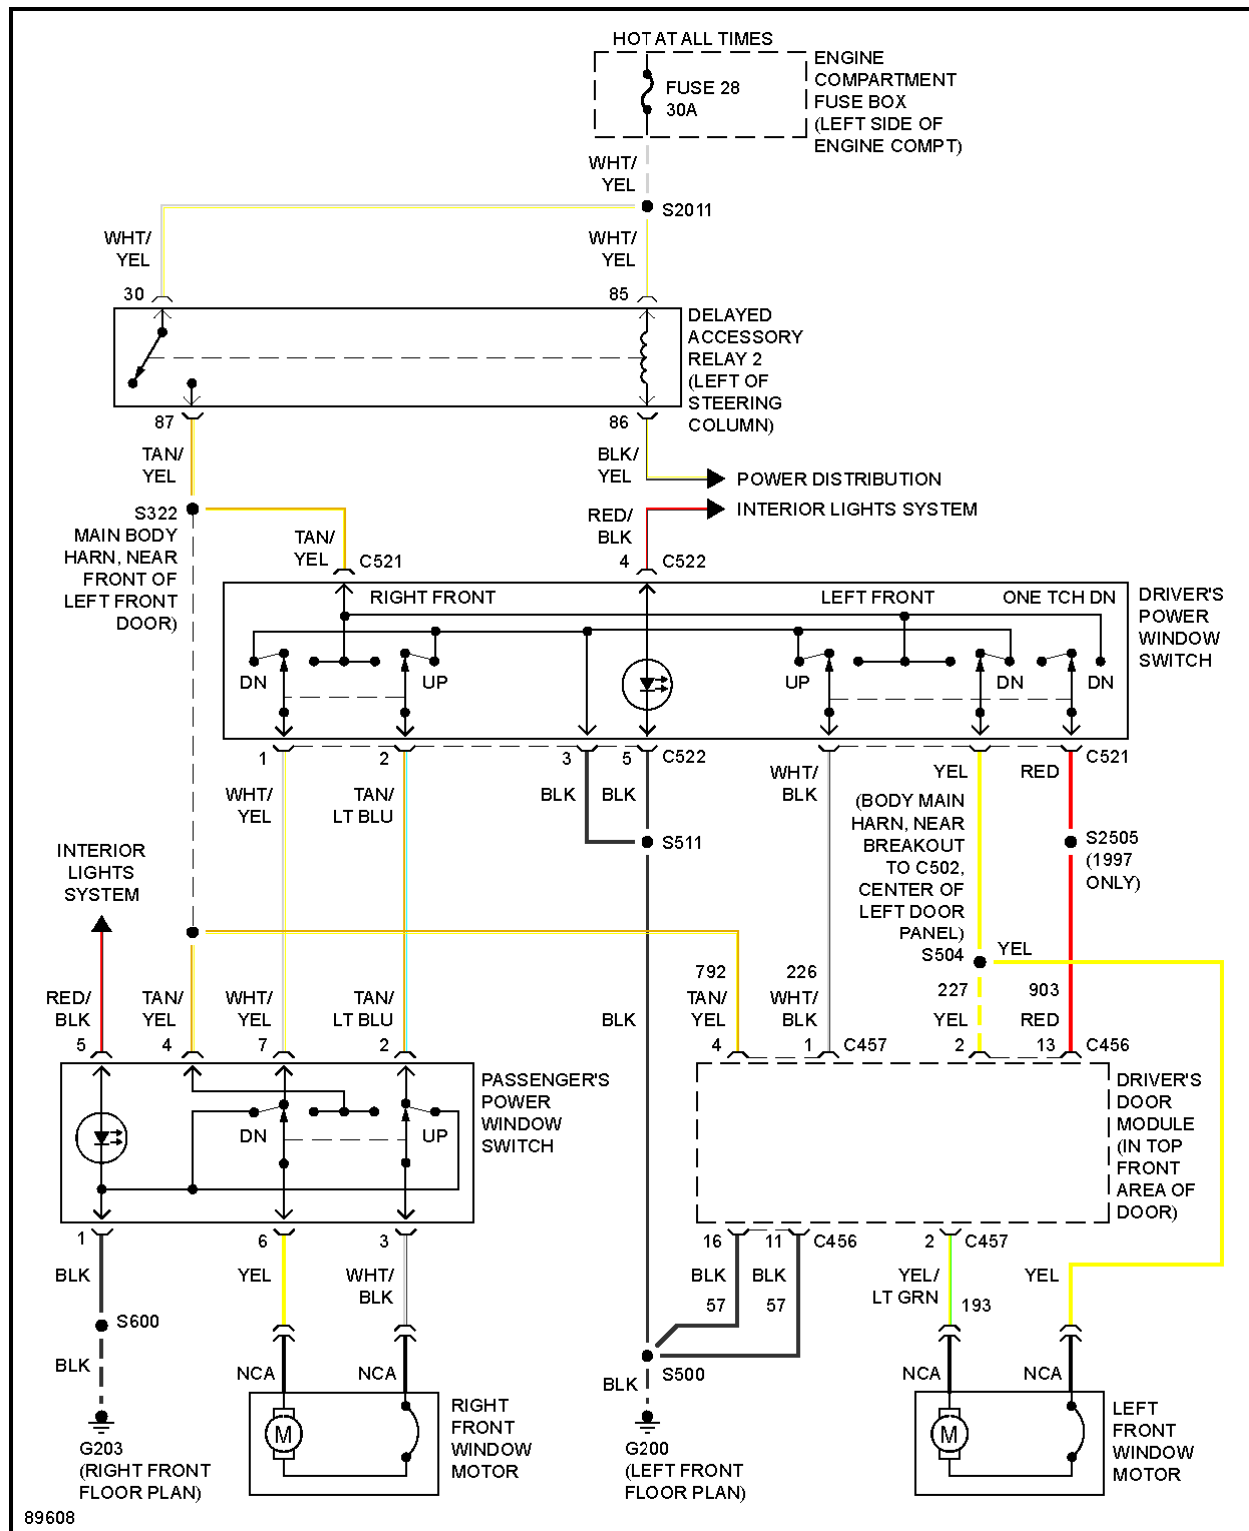 HOT AT ALL TIMES
FUSE 28
30A
ENGINE
COMPARTMENT
FUSE BOX
(LEFT SIDE OF
ENGINE COMPT)
WHT/
YEL
S2011
WHT/
YEL
WHT/
YEL
30
85
DELAYED
ACCESSORY
RELAY 2
(LEFT OF
STEERING
COLUMN)
87
86
TAN/
YEL
BLK/
YEL
POWER DISTRIBUTION
S322
MAIN BODY
HARN, NEAR
FRONT OF
LEFT FRONT
DOOR)
TAN/
YEL
C521
RED/
BLK
INTERIOR LIGHTS SYSTEM
4
C522
RIGHT FRONT
LEFT FRONT
ONE TCH DN
DRIVER'S
POWER
WINDOW
SWITCH
DN
UP
UP
DN
DN
1
2
3
5
C522
C521
WHT/
YEL
TAN/
LT BLU
BLK
BLK
WHT/
BLK
YEL
RED
(BODY MAIN
HARN, NEAR
BREAKOUT
TO C502,
CENTER OF
LEFT DOOR
PANEL)
S504
S511
S2505
(1997
ONLY)
INTERIOR
LIGHTS
SYSTEM
YEL
RED/
BLK
TAN/
YEL
WHT/
YEL
TAN/
LT BLU
BLK
792
TAN/
YEL
226
WHT/
BLK
227
YEL
903
RED
5
4
7
2
4
1
C457
2
13
C456
PASSENGER'S
POWER
WINDOW
SWITCH
DN
UP
DRIVER'S
DOOR
MODULE
(IN TOP
FRONT
AREA OF
DOOR)
1
6
3
16
11
C456
2
C457
BLK
YEL
WHT/
BLK
BLK
57
BLK
57
YEL/
LT GRN
193
YEL
S600
BLK
NCA
NCA
S500
BLK
NCA
NCA
M
RIGHT
FRONT
WINDOW
MOTOR
M
LEFT
FRONT
WINDOW
MOTOR
G203
(RIGHT FRONT
FLOOR PLAN)
G200
(LEFT FRONT
FLOOR PLAN)
89608